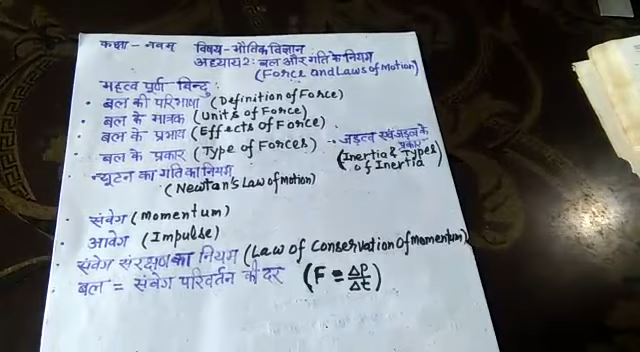 कक्षा - नवम् विषय - भौतिक विज्ञान
अध्याय 2: बल और गति के नियम
(Force and Laws of Motion)
महत्व पूर्ण बिन्दु :
• बल की परिभाषा (Definition of Force)
• बल के मात्रक (Units of Force)
• बल के प्रभाव (Effects of Force)
• बल के प्रकार (Type of Forces)
• जड़त्व एवं जड़त्व के प्रकार
(Inertia & Types of Inertia)
• न्यूटन का गति का नियम
(Newtan's Law of Motion)
• संवेग (Momentum)
• आवेग (Impulse)
• संवेग संरक्षण का नियम (Law of Conservation Of Momentum)
• बल = संवेग परिवर्तन की दर (F = ΔP/Δt)